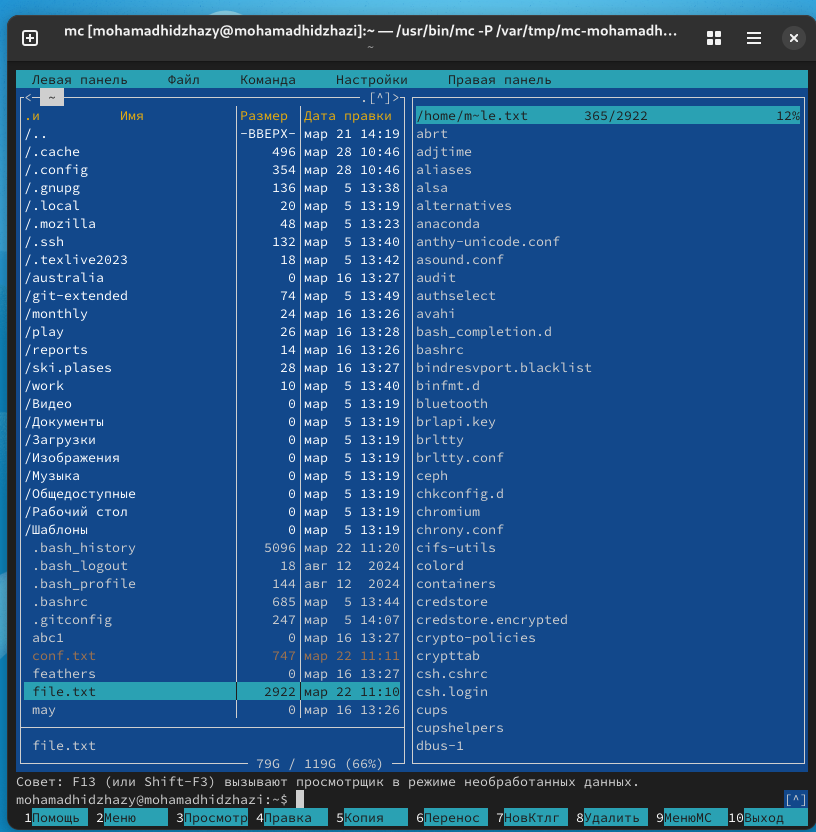 mc [mohamadhidzhazy@mohamadhidzhazi]:~ — /usr/bin/mc -P /var/tmp/mc-mohamadh…
~
Левая панель Файл Команда Настройки Правая панель
<─ ~ ─.[^]>
.и Имя Размер Дата правки
/.. -ВВЕРХ- мар 21 14:19
/.cache 496 мар 28 10:46
/.config 354 мар 28 10:46
/.gnupg 136 мар 5 13:38
/.local 20 мар 5 13:19
/.mozilla 48 мар 5 13:23
/.ssh 132 мар 5 13:40
/.texlive2023 18 мар 5 13:42
/australia 0 мар 16 13:27
/git-extended 74 мар 5 13:49
/monthly 24 мар 16 13:26
/play 26 мар 16 13:28
/reports 14 мар 16 13:26
/ski.plases 28 мар 16 13:27
/work 10 мар 5 13:40
/Видео 0 мар 5 13:19
/Документы 0 мар 5 13:19
/Загрузки 0 мар 5 13:19
/Изображения 0 мар 5 13:19
/Музыка 0 мар 5 13:19
/Общедоступные 0 мар 5 13:19
/Рабочий стол 0 мар 5 13:19
/Шаблоны 0 мар 5 13:19
.bash_history 5096 мар 22 11:20
.bash_logout 18 авг 12 2024
.bash_profile 144 авг 12 2024
.bashrc 685 мар 5 13:44
.gitconfig 247 мар 5 14:07
abc1 0 мар 16 13:27
conf.txt 747 мар 22 11:11
feathers 0 мар 16 13:27
file.txt 2922 мар 22 11:10
may 0 мар 16 13:26
file.txt
79G / 119G (66%)
/home/m~le.txt 365/2922 12%
abrt
adjtime
aliases
alsa
alternatives
anaconda
anthy-unicode.conf
asound.conf
audit
authselect
avahi
bash_completion.d
bashrc
bindresvport.blacklist
binfmt.d
bluetooth
brlapi.key
brltty
brltty.conf
ceph
chkconfig.d
chromium
chrony.conf
cifs-utils
colord
containers
credstore
credstore.encrypted
crypto-policies
crypttab
csh.cshrc
csh.login
cups
cupshelpers
dbus-1
Совет: F13 (или Shift-F3) вызывают просмотрщик в режиме необработанных данных.
mohamadhidzhazy@mohamadhidzhazi:~$ [^]
1Помощь 2Меню 3Просмотр 4Правка 5Копия 6Перенос 7НовКтлг 8Удалить 9МенюМС 10Выход